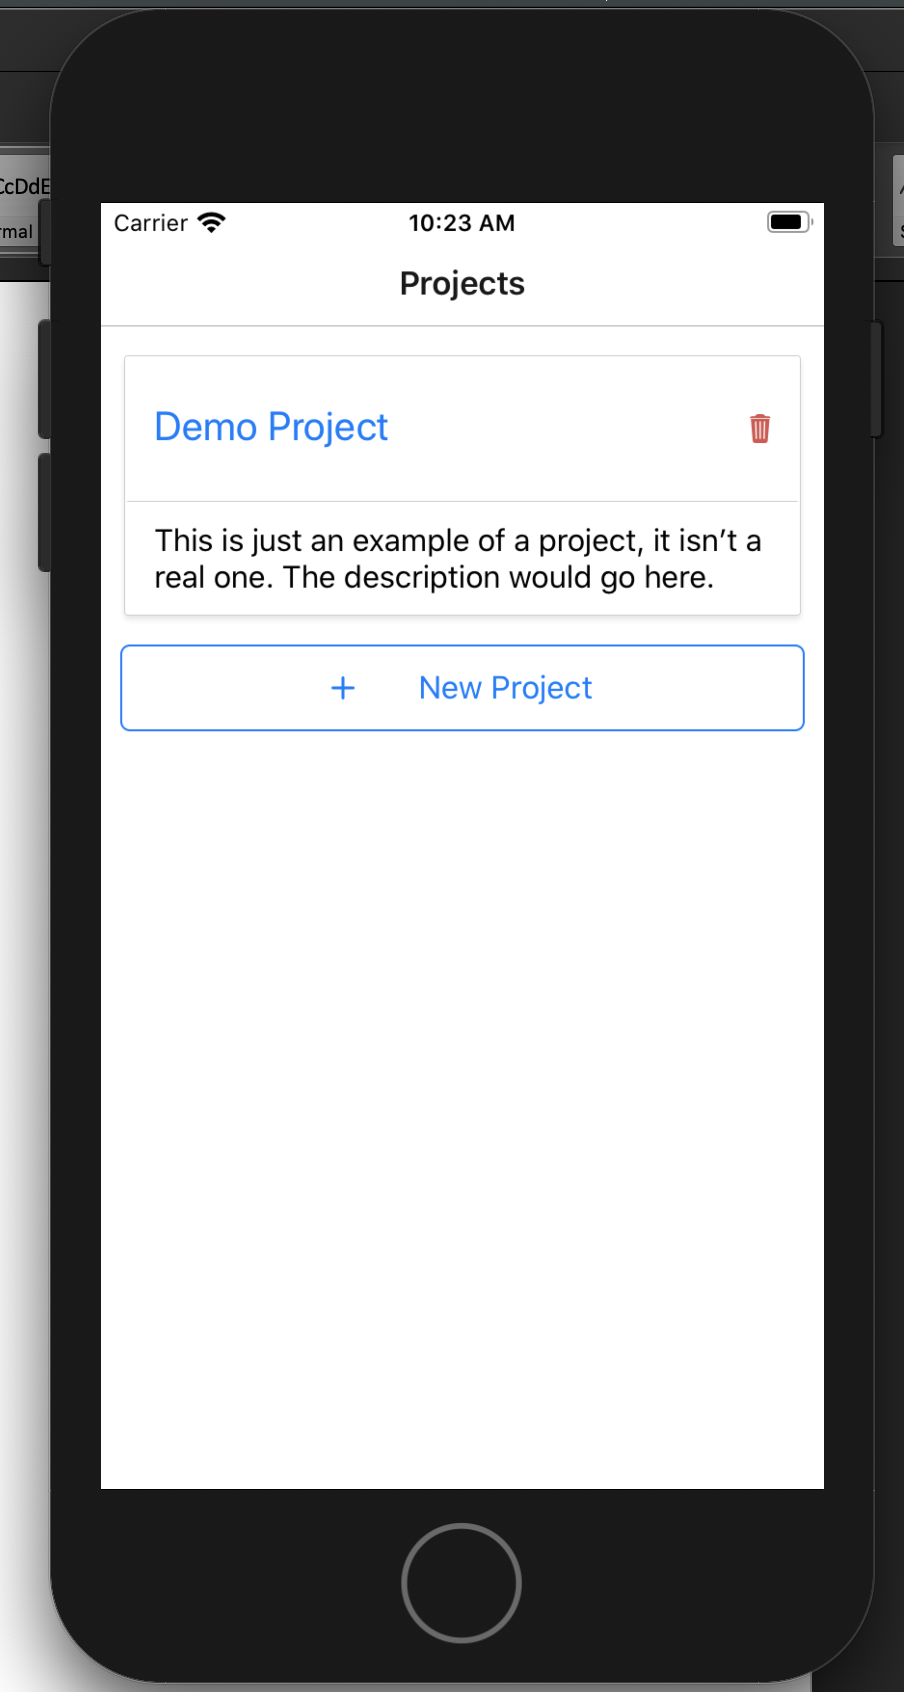 CcDdE
rmal
Carrier 10:23 AM
Projects
Demo Project
This is just an example of a project, it isn’t a
real one. The description would go here.
+ New Project